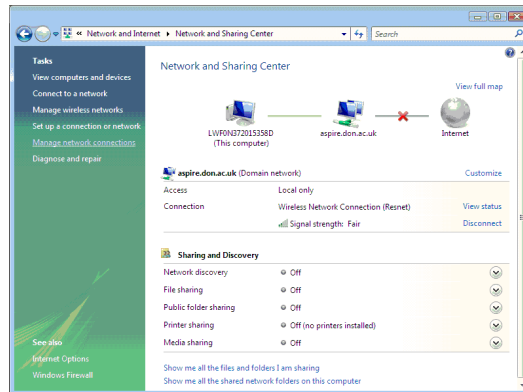 « Network and Internet ▸ Network and Sharing Center
Search
Tasks
View computers and devices
Connect to a network
Manage wireless networks
Set up a connection or network
Manage network connections
Diagnose and repair
See also
Internet Options
Windows Firewall
Network and Sharing Center
View full map
LWF0N372015358D
(This computer)
aspire.don.ac.uk
Internet
aspire.don.ac.uk (Domain network)
Customize
Access Local only
Connection Wireless Network Connection (Resnet) View status
Signal strength: Fair Disconnect
Sharing and Discovery
Network discovery Off
File sharing Off
Public folder sharing Off
Printer sharing Off (no printers installed)
Media sharing Off
Show me all the files and folders I am sharing
Show me all the shared network folders on this computer